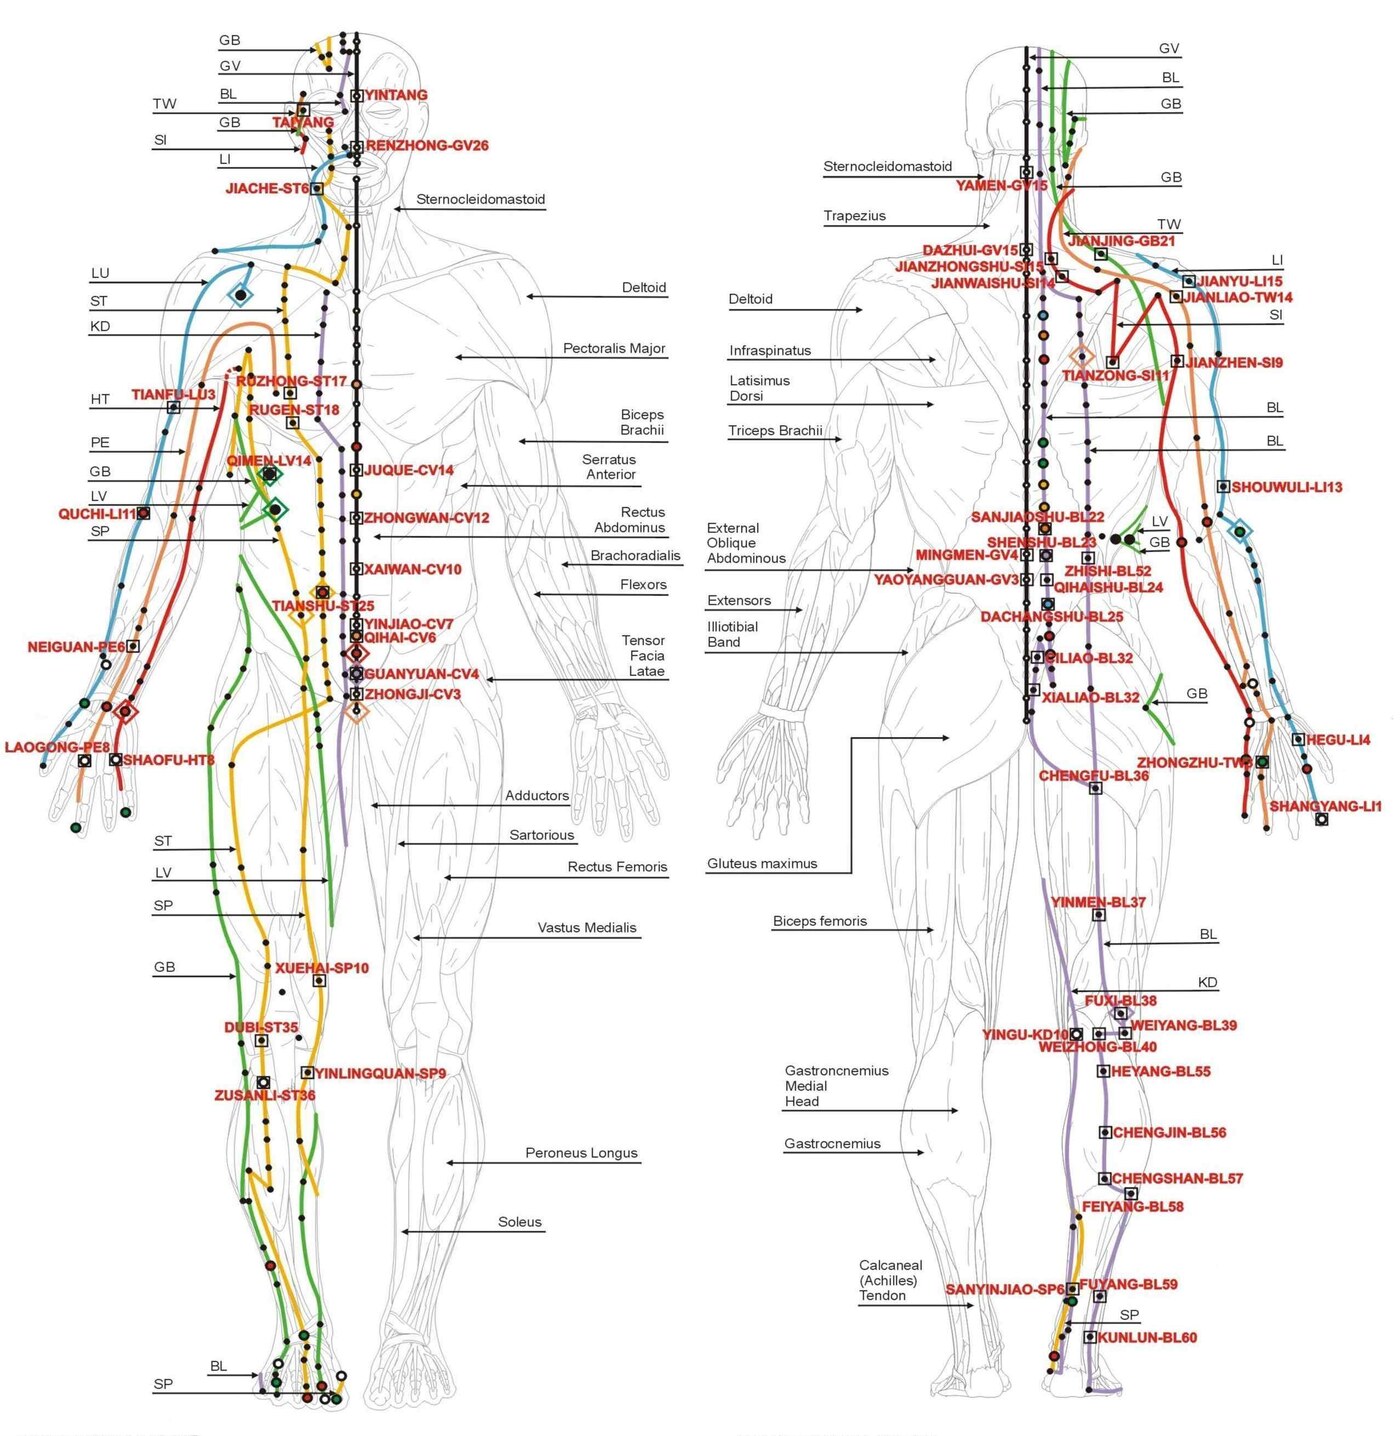 GB
GV
BL
YINTANG
TW
TAIYANG
GB
SI
RENZHONG-GV26
LI
JIACHE-ST6
Sternocleidomastoid
LU
ST
Deltoid
KD
Pectoralis Major
RUZHONG-ST17
TIANFU-LU3
HT
RUGEN-ST18
Biceps
Brachii
PE
QIMEN-LV14
JUQUE-CV14
Serratus
Anterior
GB
LV
QUCHI-LI11
ZHONGWAN-CV12
Rectus
Abdominus
SP
Brachoradialis
XAIWAN-CV10
Flexors
TIANSHU-ST25
YINJIAO-CV7
QIHAI-CV6
NEIGUAN-PE6
Tensor
Facia
Latae
GUANYUAN-CV4
ZHONGJI-CV3
LAOGONG-PE8
SHAOFU-HT8
Adductors
ST
Sartorious
LV
Rectus Femoris
SP
Vastus Medialis
GB
XUEHAI-SP10
DUBI-ST35
YINLINGQUAN-SP9
ZUSANLI-ST36
Peroneus Longus
Soleus
BL
SP
GV
BL
GB
Sternocleidomastoid
YAMEN-GV15
GB
Trapezius
TW
JIANJING-GB21
DAZHUI-GV15
JIANZHONGSHU-SI15
LI
JIANWAISHU-SI14
JIANYU-LI15
JIANLIAO-TW14
Deltoid
SI
Infraspinatus
JIANZHEN-SI9
TIANZONG-SI11
Latisimus
Dorsi
BL
Triceps Brachii
BL
SHOUWULI-LI13
SANJIAOSHU-BL22
LV
External
Oblique
Abdominous
SHENSHU-BL23
GB
MINGMEN-GV4
ZHISHI-BL52
YAOYANGGUAN-GV3
QIHAISHU-BL24
Extensors
DACHANGSHU-BL25
Illiotibial
Band
CILIAO-BL32
XIALIAO-BL32
GB
HEGU-LI4
ZHONGZHU-TW3
CHENGFU-BL36
SHANGYANG-LI1
Gluteus maximus
YINMEN-BL37
Biceps femoris
BL
KD
FUXI-BL38
YINGU-KD10
WEIYANG-BL39
WEIZHONG-BL40
Gastroncnemius
Medial
Head
HEYANG-BL55
CHENGJIN-BL56
Gastrocnemius
CHENGSHAN-BL57
FEIYANG-BL58
Calcaneal
(Achilles)
Tendon
SANYINJIAO-SP6
FUYANG-BL59
SP
KUNLUN-BL60